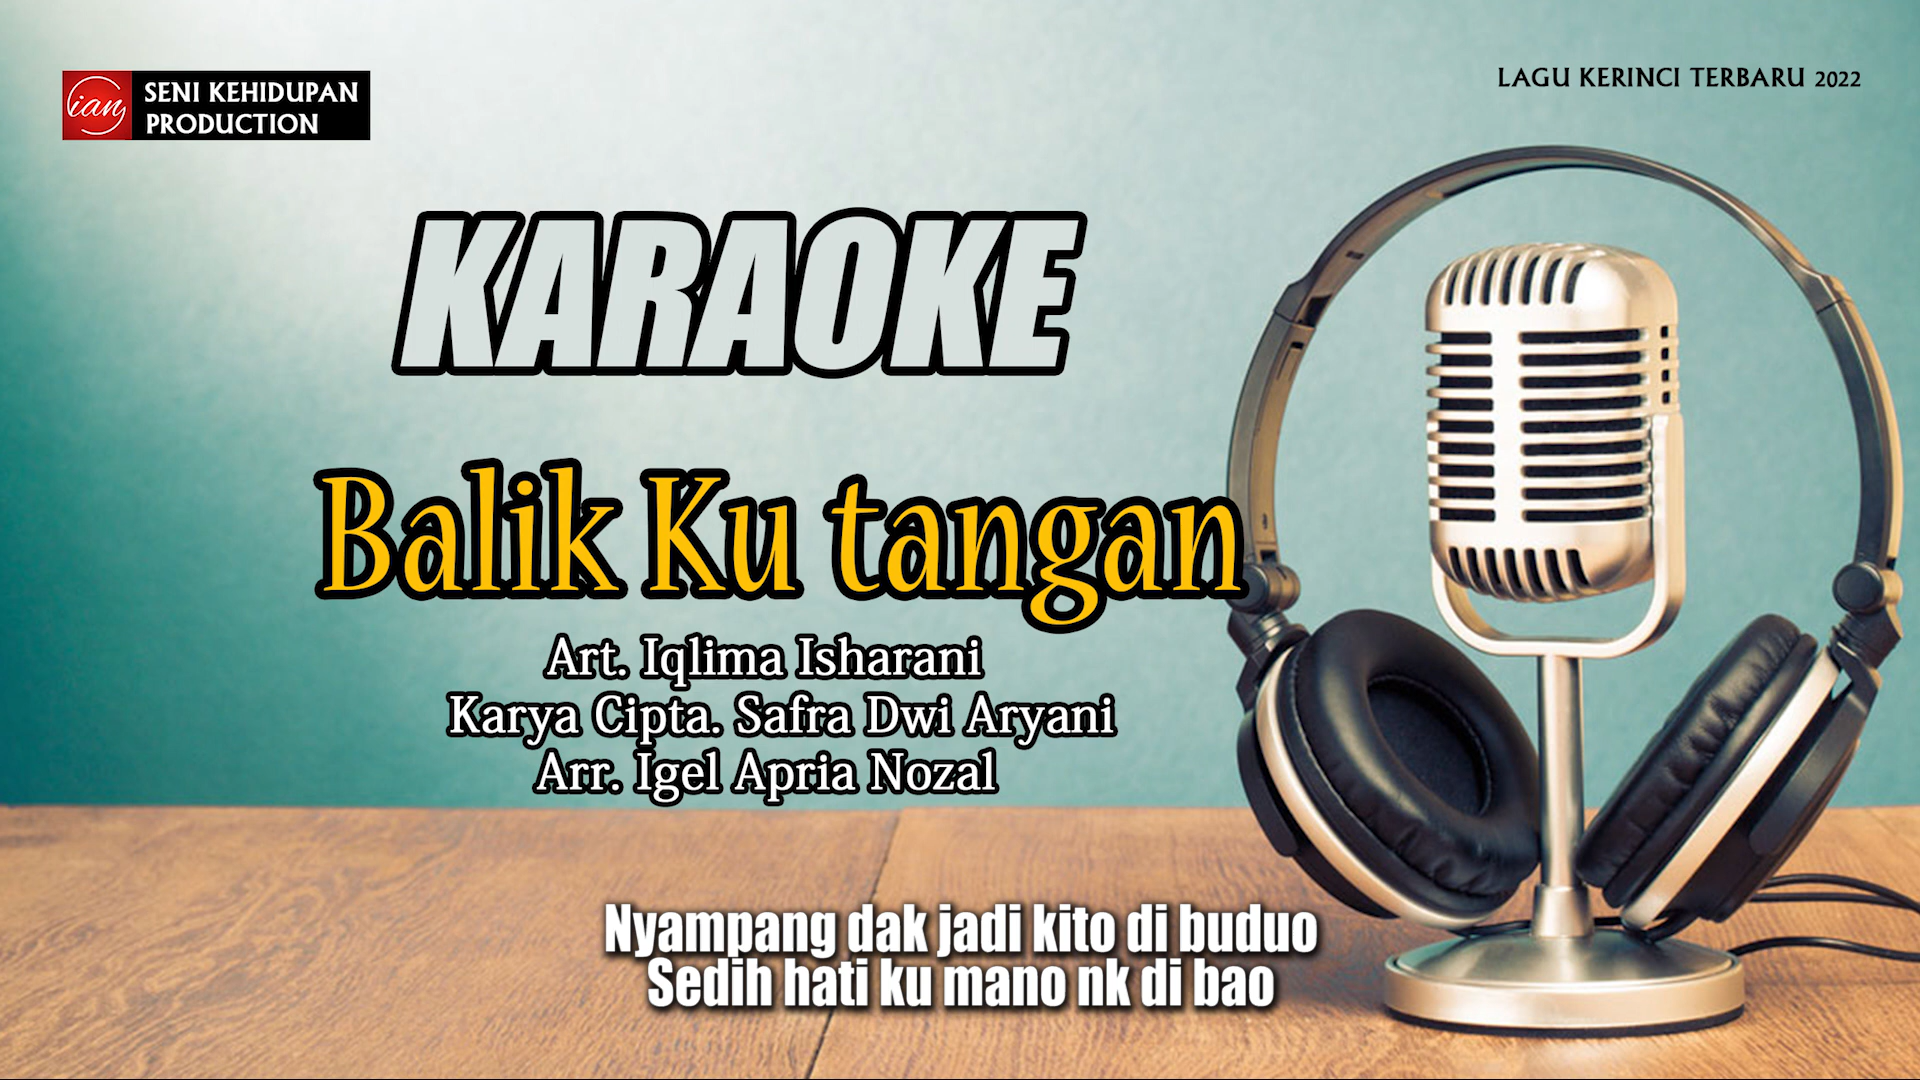 ian
SENI KEHIDUPAN
PRODUCTION
LAGU KERINCI TERBARU 2022
KARAOKE
Balik Ku tangan
Art. Iqlima Isharani
Karya Cipta. Safra Dwi Aryani
Arr. Igel Apria Nozal
Nyampang dak jadi kito di buduo
Sedih hati ku mano nk di bao